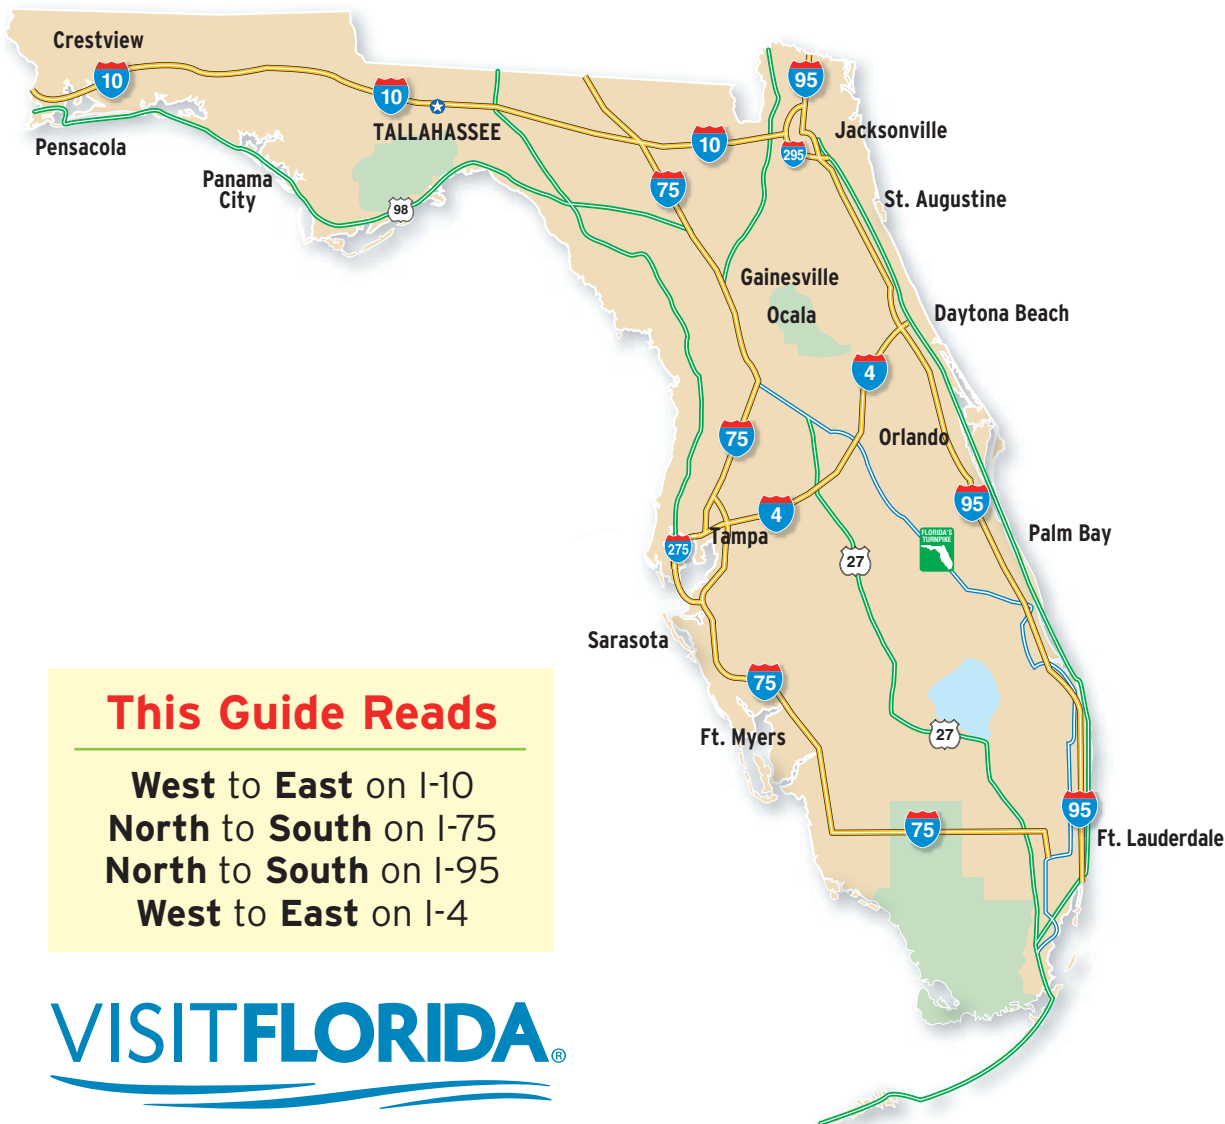 Crestview
10
10
95
TALLAHASSEE
Jacksonville
Pensacola
10
295
Panama
City
75
St. Augustine
98
Gainesville
Ocala
Daytona Beach
4
75
Orlando
95
4
Tampa
275
FLORIDA'S
TURNPIKE
Palm Bay
27
Sarasota
75
Ft. Myers
27
95
75
Ft. Lauderdale
This Guide Reads
West to East on I-10
North to South on I-75
North to South on I-95
West to East on I-4
VISITFLORIDA®